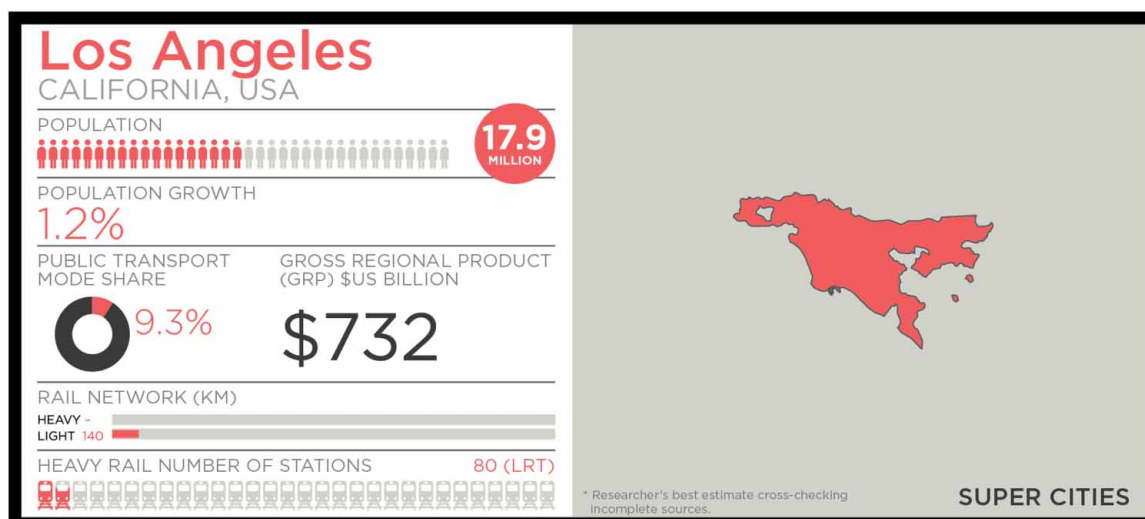 Los Angeles
CALIFORNIA, USA
POPULATION
17.9
MILLION
POPULATION GROWTH
1.2%
PUBLIC TRANSPORT
MODE SHARE
9.3%
GROSS REGIONAL PRODUCT
(GRP) $US BILLION
$732
RAIL NETWORK (KM)
HEAVY -
LIGHT 140
HEAVY RAIL NUMBER OF STATIONS 80 (LRT)
* Researcher's best estimate cross-checking
incomplete sources.
SUPER CITIES